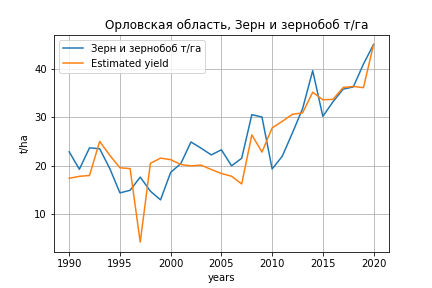 Орловская область, Зерн и зернобоб т/га
Зерн и зернобоб т/га
Estimated yield
t/ha
40
30
20
10
1990 1995 2000 2005 2010 2015 2020
years